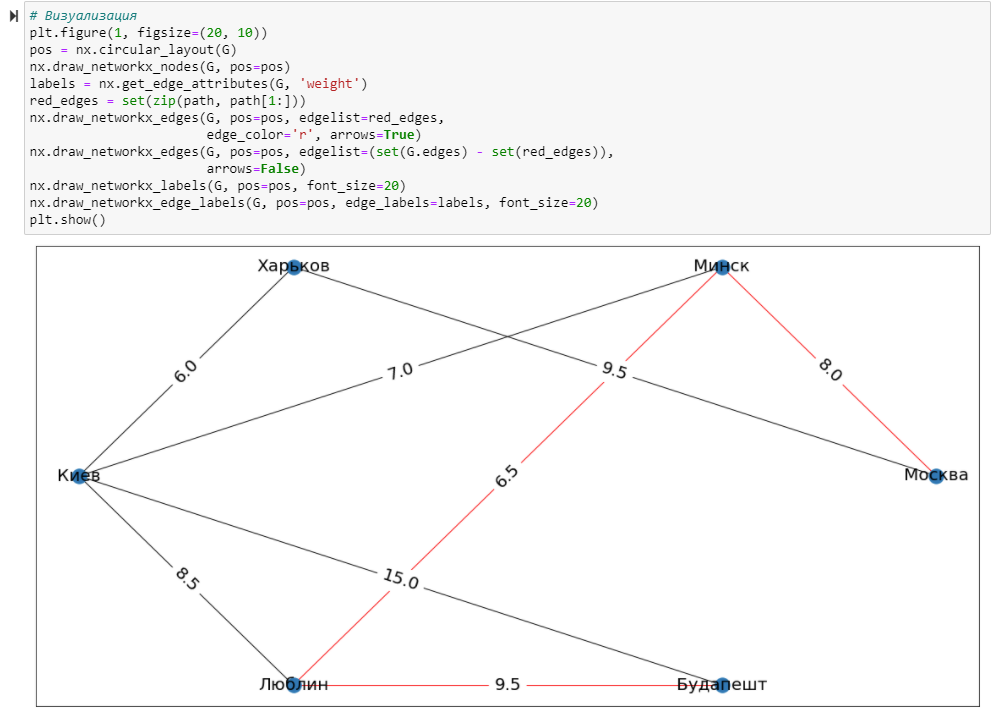 # Визуализация
plt.figure(1, figsize=(20, 10))
pos = nx.circular_layout(G)
nx.draw_networkx_nodes(G, pos=pos)
labels = nx.get_edge_attributes(G, 'weight')
red_edges = set(zip(path, path[1:]))
nx.draw_networkx_edges(G, pos=pos, edgelist=red_edges,
                       edge_color='r', arrows=True)
nx.draw_networkx_edges(G, pos=pos, edgelist=(set(G.edges) - set(red_edges)),
                       arrows=False)
nx.draw_networkx_labels(G, pos=pos, font_size=20)
nx.draw_networkx_edge_labels(G, pos=pos, edge_labels=labels, font_size=20)
plt.show()
Харьков
Минск
6.0
7.0
9.5
8.0
Киев
6.5
Москва
8.5
15.0
Люблин
9.5
Будапешт